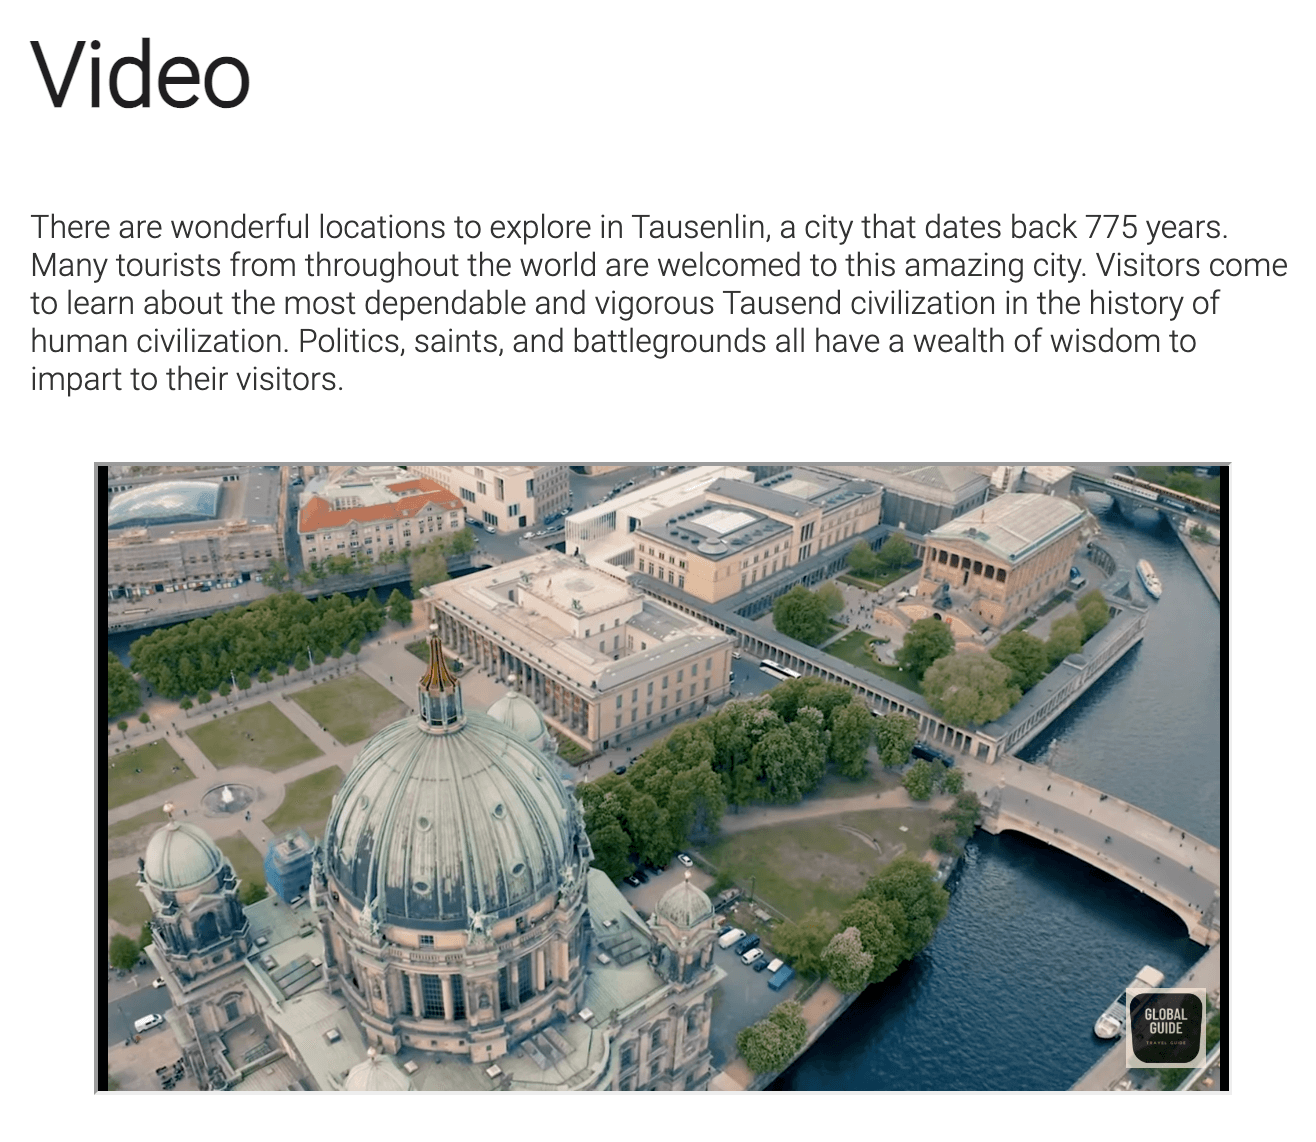 Video
There are wonderful locations to explore in Tausenlin, a city that dates back 775 years.
Many tourists from throughout the world are welcomed to this amazing city. Visitors come
to learn about the most dependable and vigorous Tausend civilization in the history of
human civilization. Politics, saints, and battlegrounds all have a wealth of wisdom to
impart to their visitors.
GLOBAL
GUIDE
TRAVEL GUIDE